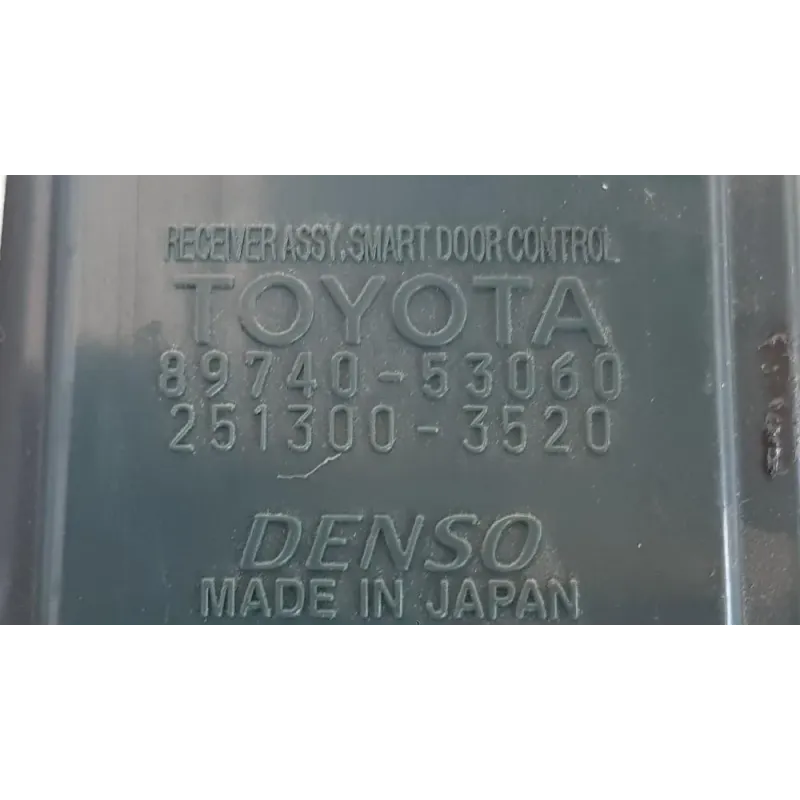 RECEIVER ASSY, SMART DOOR CONTROL
TOYOTA
89740-53060
251300-3520
DENSO
MADE IN JAPAN